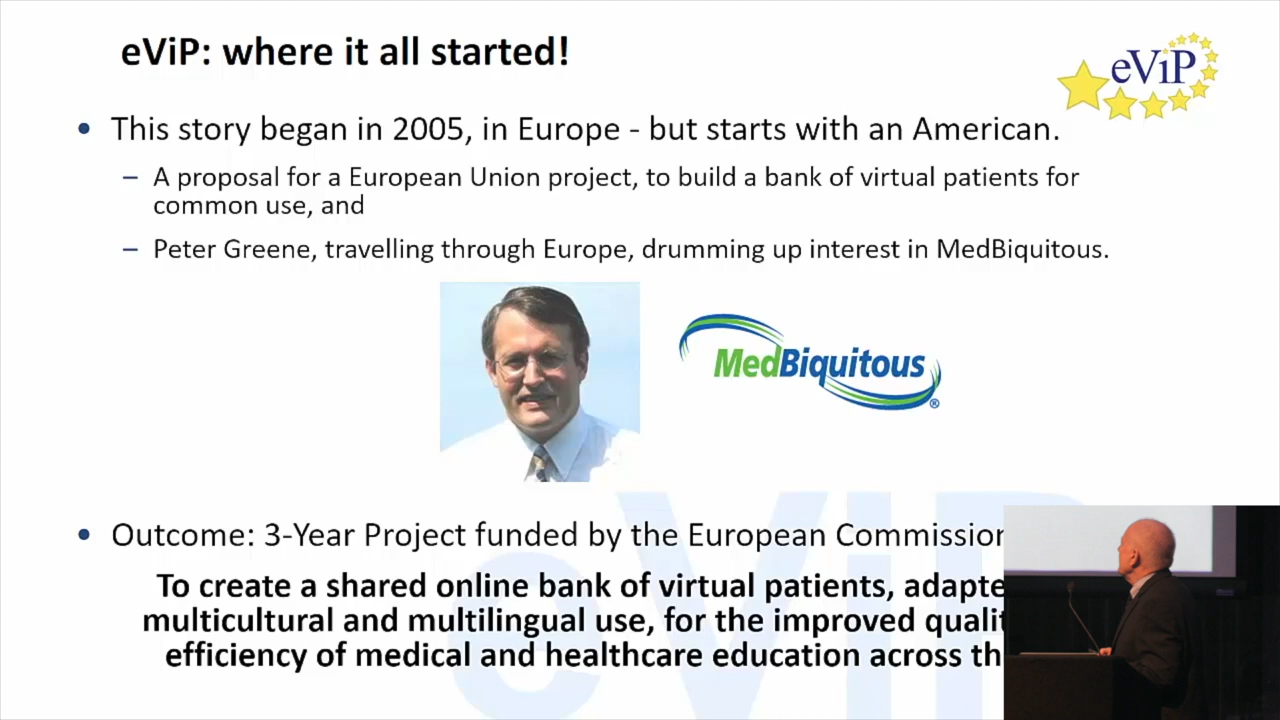 eViP: where it all started!
eViP
• This story began in 2005, in Europe - but starts with an American.
– A proposal for a European Union project, to build a bank of virtual patients for
common use, and
– Peter Greene, travelling through Europe, drumming up interest in MedBiquitous.
MedBiquitous®
• Outcome: 3-Year Project funded by the European Commission
To create a shared online bank of virtual patients, adapte
multicultural and multilingual use, for the improved qualit
efficiency of medical and healthcare education across th
eViP